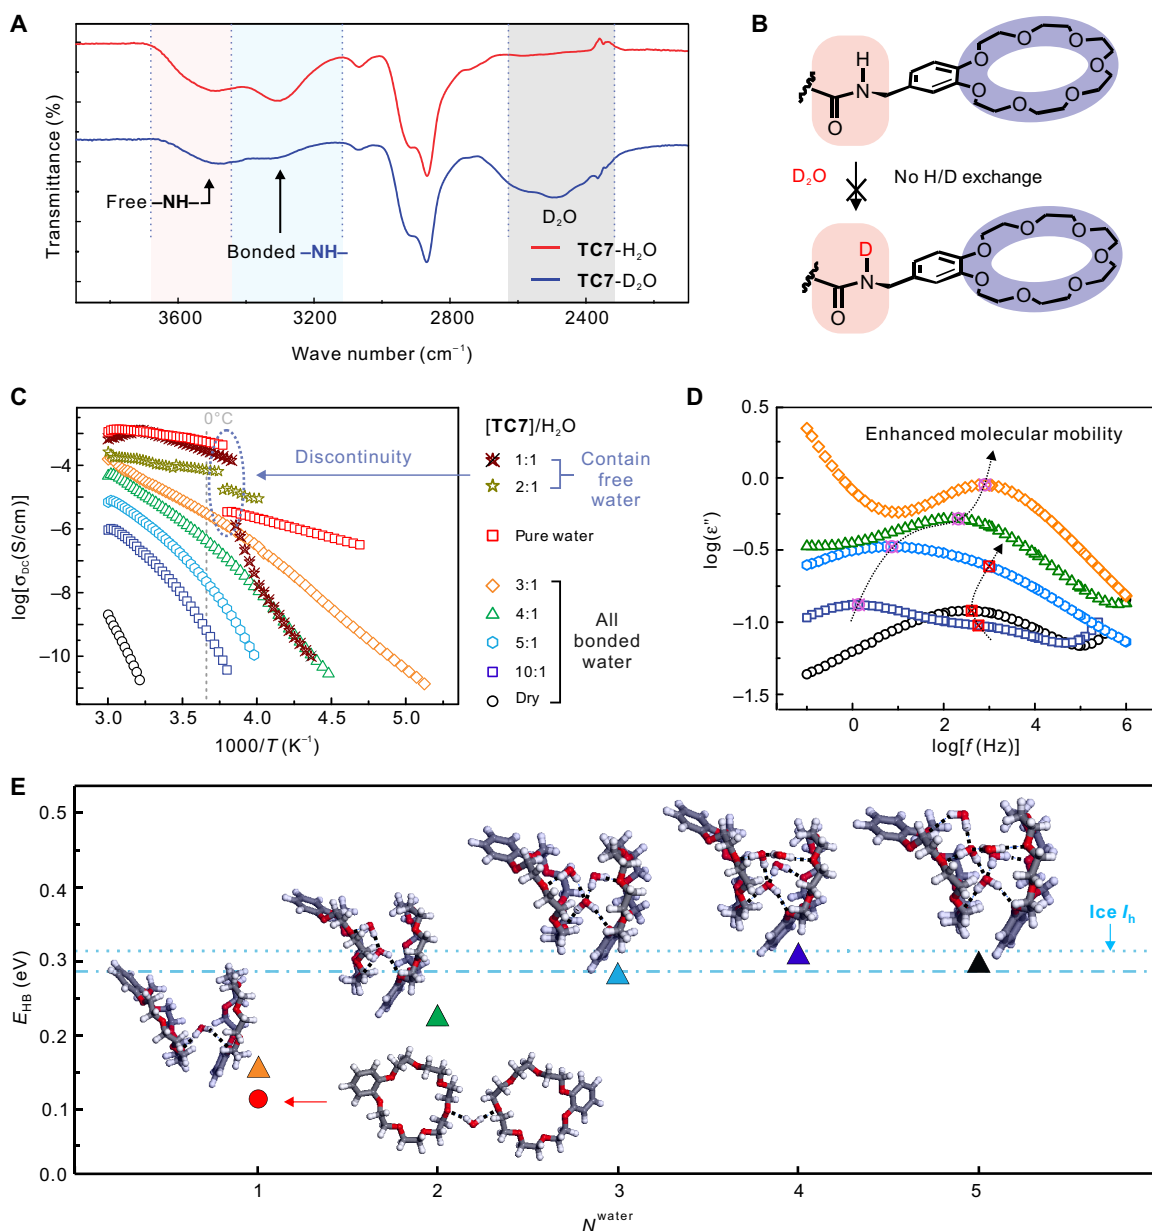 A
Transmittance (%)
Free –NH–
Bonded –NH–
D₂O
TC7-H₂O
TC7-D₂O
3600
3200
2800
2400
Wave number (cm⁻¹)
B
H
N
O
O
O
O
O
O
O
O
D₂O
No H/D exchange
D
N
O
O
O
O
O
O
O
O
C
0°C
Discontinuity
log[σDC(S/cm)]
–4
–6
–8
–10
3.0
3.5
4.0
4.5
5.0
1000/T (K⁻¹)
[TC7]/H₂O
1:1
2:1
Contain
free
water
Pure water
3:1
4:1
5:1
10:1
Dry
All
bonded
water
D
Enhanced molecular mobility
log(ε")
0.5
0.0
–0.5
–1.0
–1.5
0
2
4
6
log[f (Hz)]
E
Ice Iₕ
E_HB (eV)
0.5
0.4
0.3
0.2
0.1
0.0
1
2
3
4
5
N^water